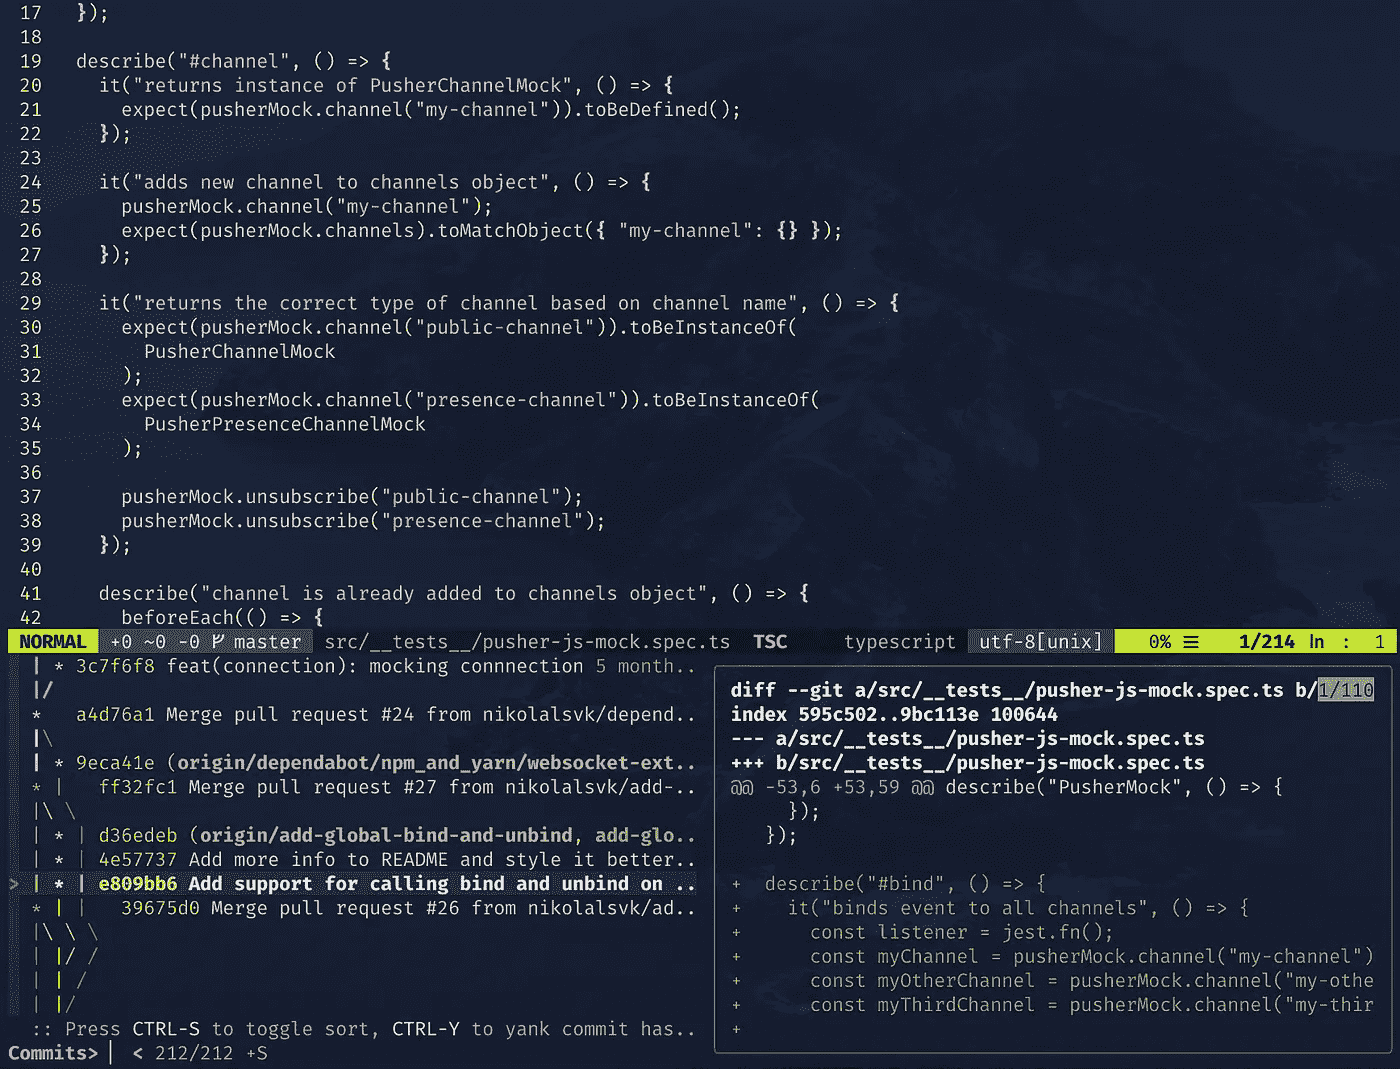 17   });
18
19   describe("#channel", () => {
20     it("returns instance of PusherChannelMock", () => {
21       expect(pusherMock.channel("my-channel")).toBeDefined();
22     });
23
24     it("adds new channel to channels object", () => {
25       pusherMock.channel("my-channel");
26       expect(pusherMock.channels).toMatchObject({ "my-channel": {} });
27     });
28
29     it("returns the correct type of channel based on channel name", () => {
30       expect(pusherMock.channel("public-channel")).toBeInstanceOf(
31         PusherChannelMock
32       );
33       expect(pusherMock.channel("presence-channel")).toBeInstanceOf(
34         PusherPresenceChannelMock
35       );
36
37       pusherMock.unsubscribe("public-channel");
38       pusherMock.unsubscribe("presence-channel");
39     });
40
41     describe("channel is already added to channels object", () => {
42       beforeEach(() => {
NORMAL +0 ~0 -0 master src/__tests__/pusher-js-mock.spec.ts TSC typescript utf-8[unix] 0% ☰ 1/214 ln : 1
| * 3c7f6f8 feat(connection): mocking connnection 5 month..
|/
*   a4d76a1 Merge pull request #24 from nikolalsvk/depend..
|\
| * 9eca41e (origin/dependabot/npm_and_yarn/websocket-ext..
* |   ff32fc1 Merge pull request #27 from nikolalsvk/add-..
|\ \
| * | d36edeb (origin/add-global-bind-and-unbind, add-glo..
| * | 4e57737 Add more info to README and style it better..
> | * | e809bb6 Add support for calling bind and unbind on ..
* | |   39675d0 Merge pull request #26 from nikolalsvk/ad..
|\ \ \
| |/ /
| | /
| |/
:: Press CTRL-S to toggle sort, CTRL-Y to yank commit has..
Commits> < 212/212 +S
diff --git a/src/__tests__/pusher-js-mock.spec.ts b/1/110
index 595c502..9bc113e 100644
--- a/src/__tests__/pusher-js-mock.spec.ts
+++ b/src/__tests__/pusher-js-mock.spec.ts
@@ -53,6 +53,59 @@ describe("PusherMock", () => {
     });
   });

+  describe("#bind", () => {
+    it("binds event to all channels", () => {
+      const listener = jest.fn();
+      const myChannel = pusherMock.channel("my-channel")
+      const myOtherChannel = pusherMock.channel("my-othe
+      const myThirdChannel = pusherMock.channel("my-thir
+